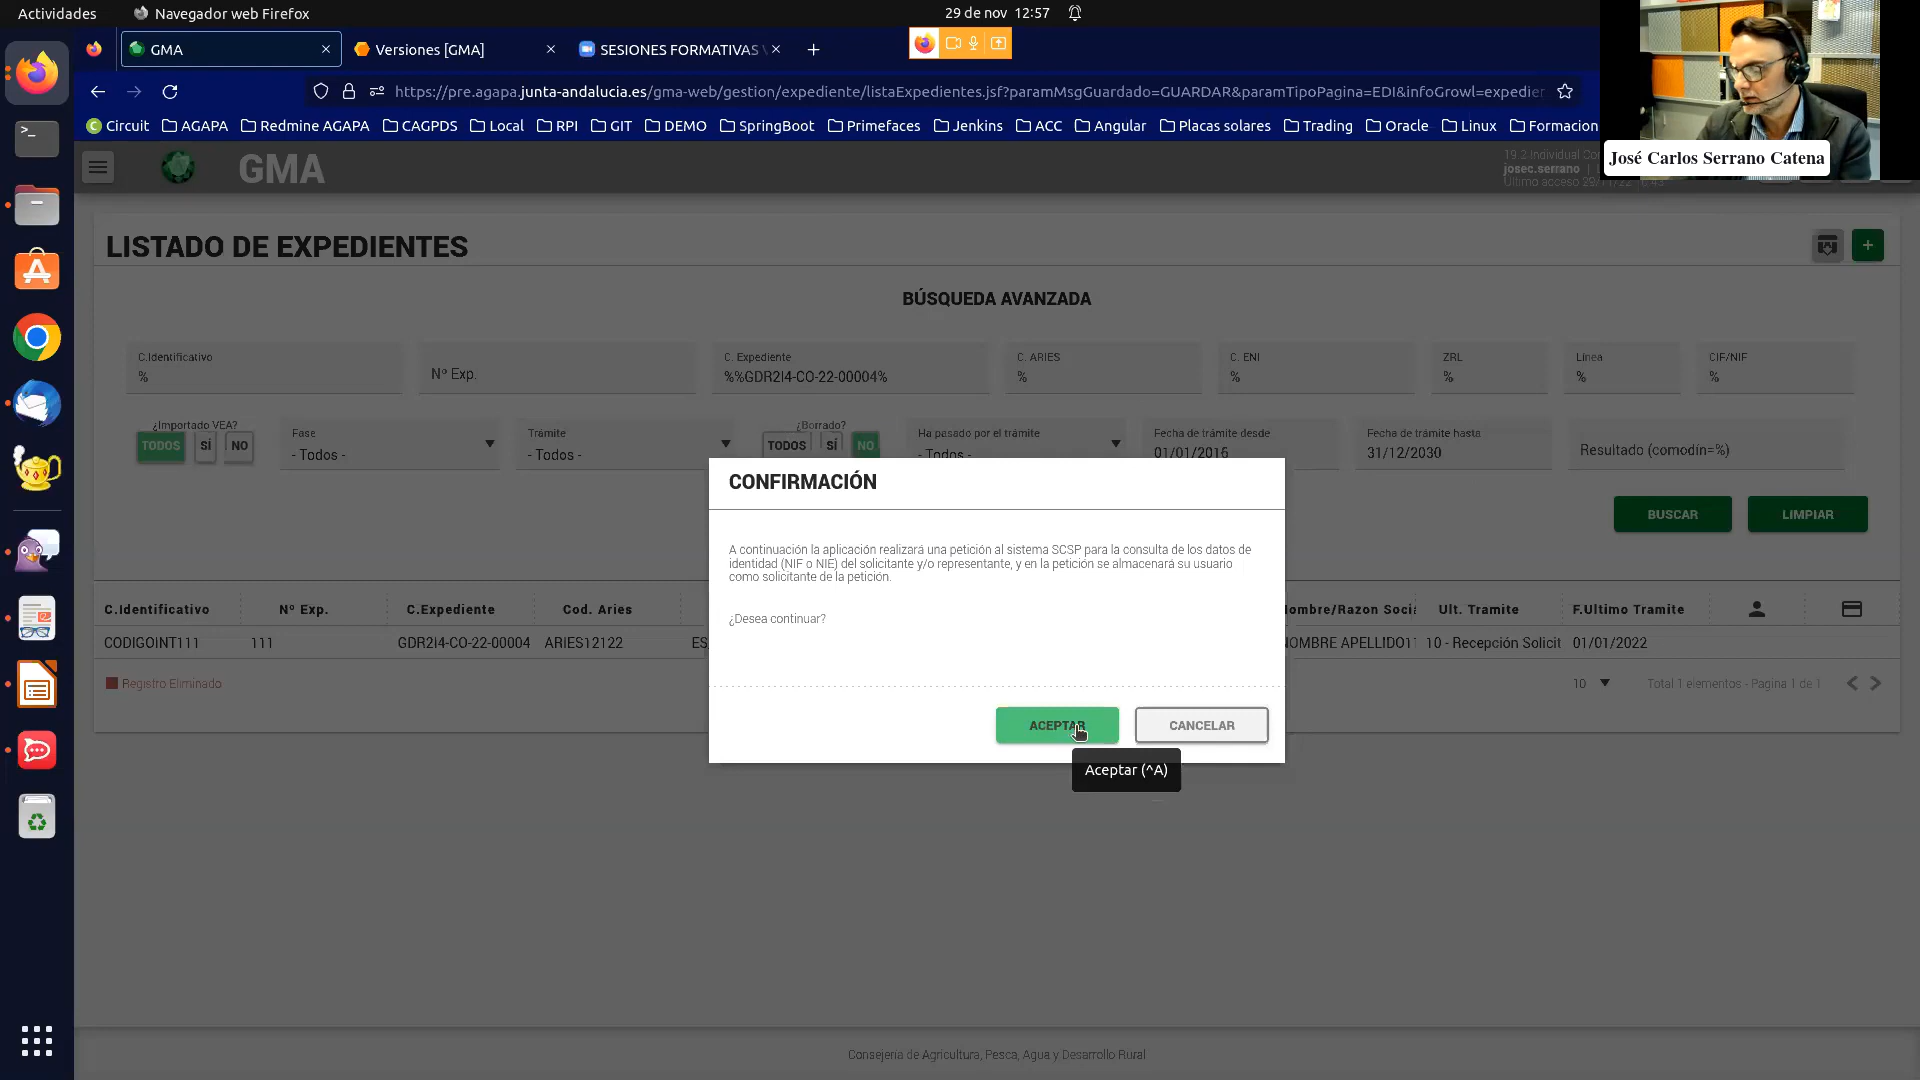 Actividades
Navegador web Firefox
29 de nov 12:57
GMA
Versiones [GMA]
SESIONES FORMATIVAS
https://pre.agapa.junta-andalucia.es/gma-web/gestion/expediente/listaExpedientes.jsf?paramMsgGuardado=GUARDAR&paramTipoPagina=EDI&infoGrowl=expedier
Circuit
AGAPA
Redmine AGAPA
CAGPDS
Local
RPI
GIT
DEMO
SpringBoot
Primefaces
Jenkins
ACC
Angular
Placas solares
Trading
Oracle
Linux
Formacion
José Carlos Serrano Catena
GMA
19.2 Individual Co
josec.serrano |
LISTADO DE EXPEDIENTES
BÚSQUEDA AVANZADA
C.Identificativo
%
Nº Exp.
C. Expediente
%%GDR2I4-CO-22-00004%
C. ARIES
%
C. ENI
%
ZRL
%
Línea
%
CIF/NIF
%
¿Importado VEA?
TODOS SÍ NO
Fase
- Todos -
Trámite
- Todos -
¿Borrado?
TODOS SÍ NO
Ha pasado por el trámite
- Todos -
Fecha de trámite desde
01/01/2016
Fecha de trámite hasta
31/12/2030
Resultado (comodín=%)
BUSCAR
LIMPIAR
CONFIRMACIÓN
A continuación la aplicación realizará una petición al sistema SCSP para la consulta de los datos de
identidad (NIF o NIE) del solicitante y/o representante, y en la petición se almacenará su usuario
como solicitante de la petición.
¿Desea continuar?
ACEPTAR
CANCELAR
Aceptar (^A)
C.Identificativo Nº Exp. C.Expediente Cod. Aries ombre/Razon Socia Ult. Tramite F.Ultimo Tramite
CODIGOINT111 111 GDR2I4-CO-22-00004 ARIES12122 ES NOMBRE APELLIDO11 10 - Recepción Solicit 01/01/2022
Registro Eliminado
10
Total 1 elementos - Pagina 1 de 1
Consejería de Agricultura, Pesca, Agua y Desarrollo Rural